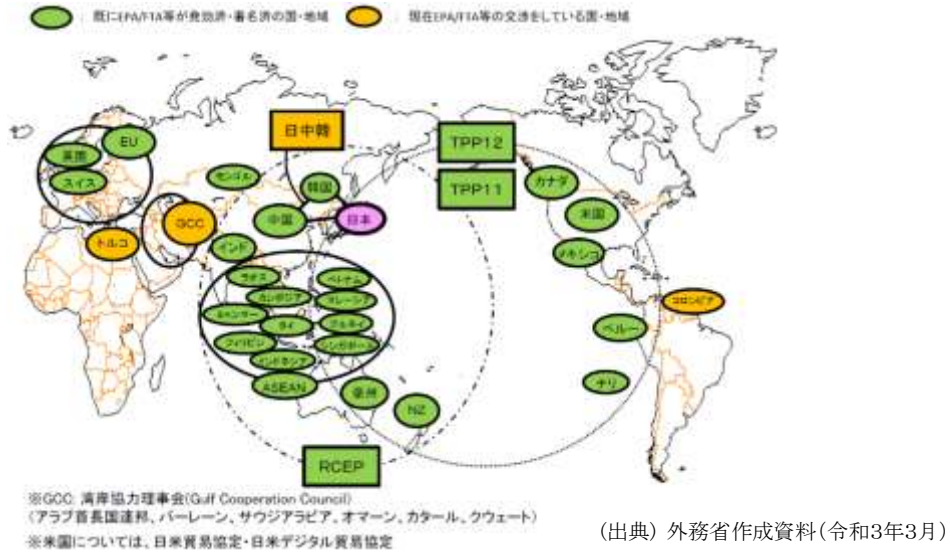 ：既にEPA/FTA等が発効済・署名済の国・地域
：現在EPA/FTA等の交渉をしている国・地域
日中韓
TPP12
EU
英国
TPP11
スイス
モンゴル
韓国
カナダ
中国
日本
米国
GCC
トルコ
インド
メキシコ
ラオス
ベトナム
カンボジア
マレーシア
コロンビア
ミャンマー
タイ
ブルネイ
ペルー
フィリピン
シンガポール
インドネシア
ASEAN
豪州
チリ
NZ
RCEP
※GCC: 湾岸協力理事会(Gulf Cooperation Council)
(アラブ首長国連邦、バーレーン、サウジアラビア、オマーン、カタール、クウェート)
※米国については、日米貿易協定・日米デジタル貿易協定
(出典) 外務省作成資料(令和3年3月)